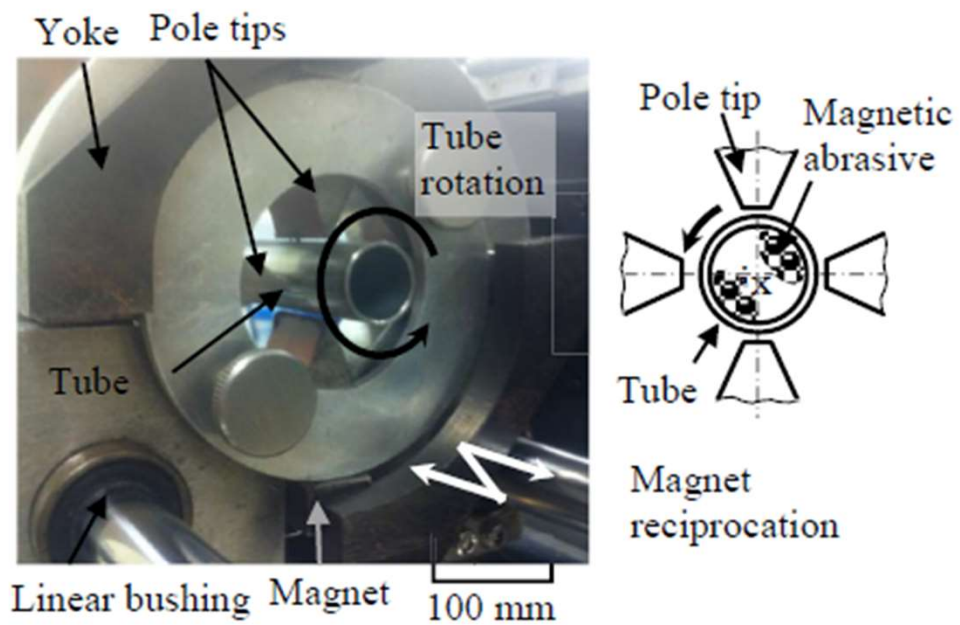 Yoke
Pole tips
Tube
rotation
Tube
Linear bushing
Magnet
100 mm
Pole tip
Magnetic
abrasive
x
Tube
Magnet
reciprocation